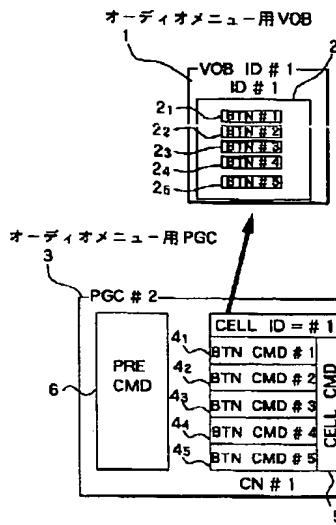 オーディオメニュー用VOB
1
2
VOB ID # 1
ID # 1
2₁ BTN # 1
2₂ BTN # 2
2₃ BTN # 3
2₄ BTN # 4
2₅ BTN # 5
オーディオメニュー用PGC
3
PGC # 2
CELL ID = # 1
6
PRE
CMD
4₁ BTN CMD # 1
4₂ BTN CMD # 2
4₃ BTN CMD # 3
4₄ BTN CMD # 4
4₅ BTN CMD # 5
CELL CMD
CN # 1
5